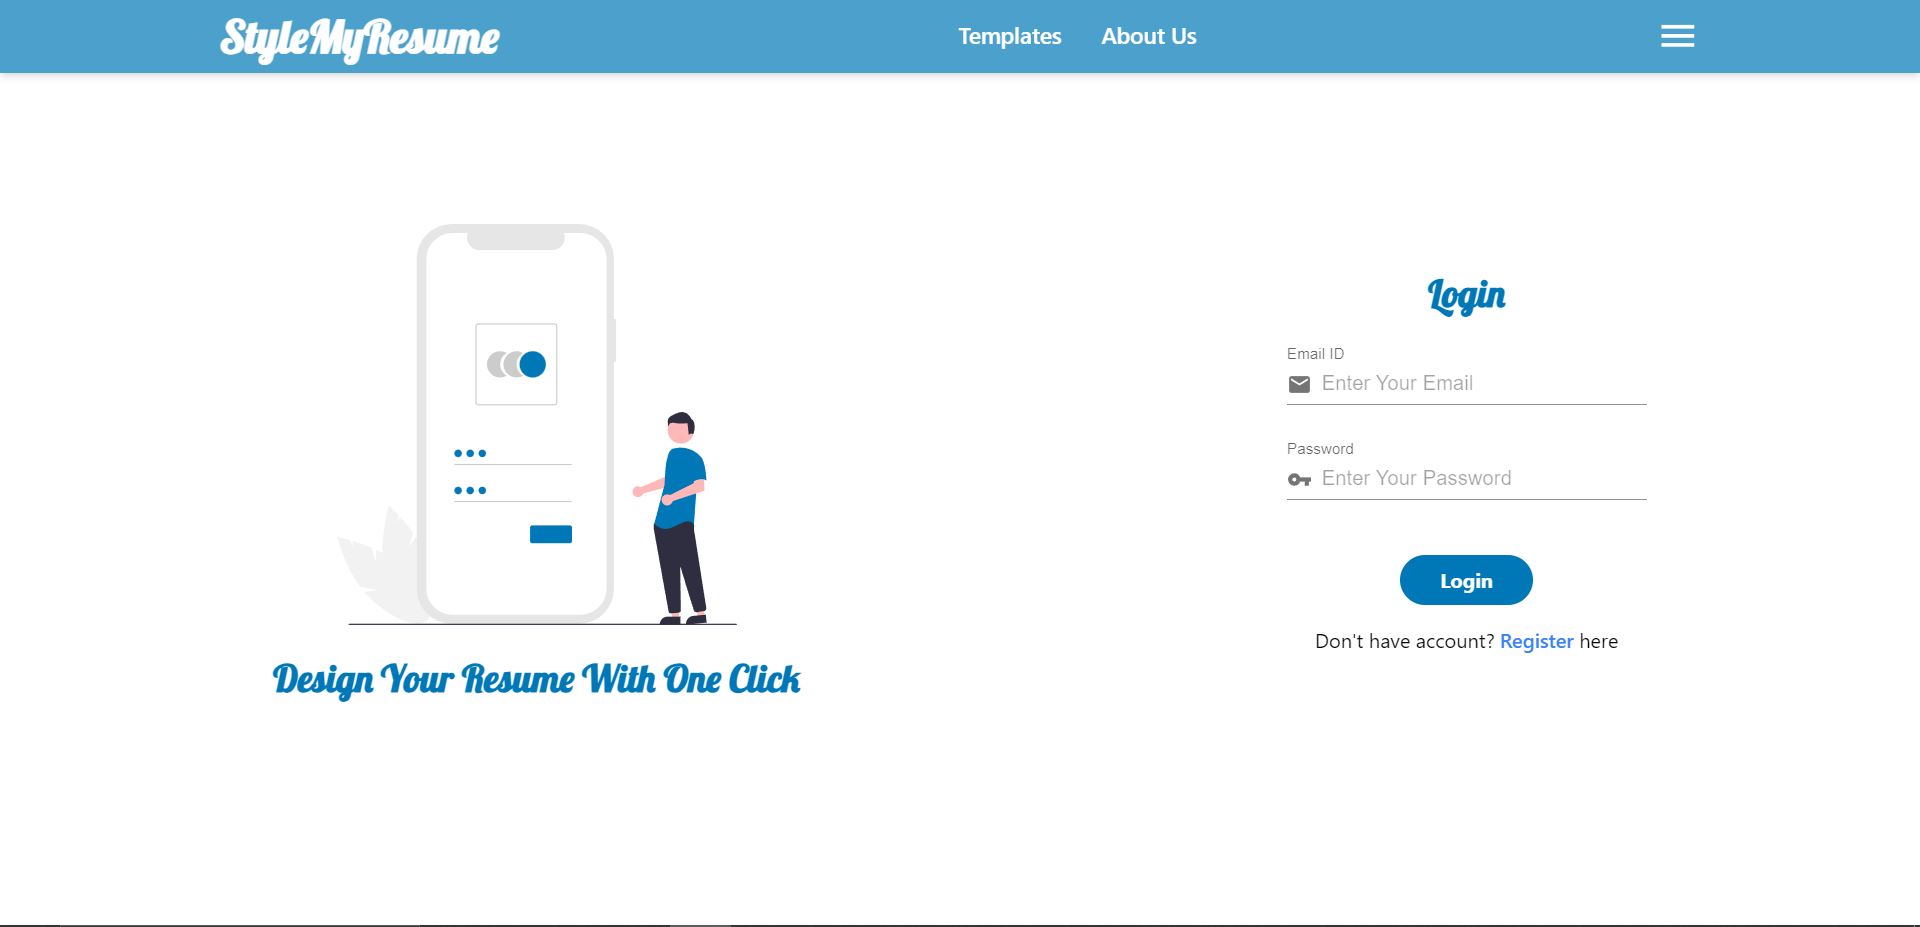 StyleMyResume
Templates
About Us
Login
Email ID
Enter Your Email
Password
Enter Your Password
Login
Don't have account? Register here
Design Your Resume With One Click